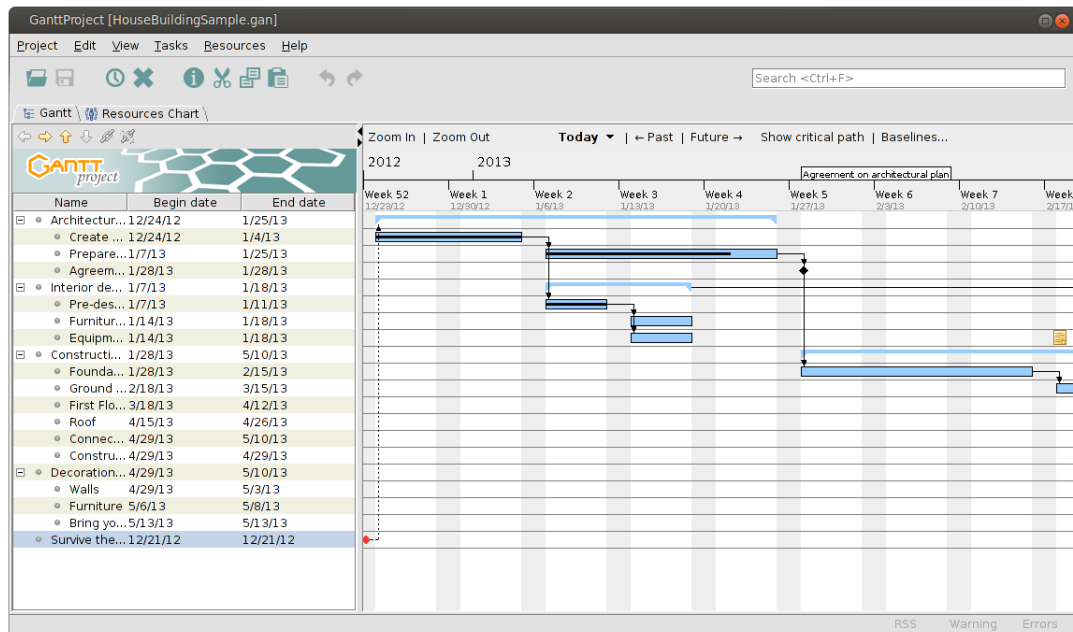 GanttProject [HouseBuildingSample.gan]
Project Edit View Tasks Resources Help
Search <Ctrl+F>
Gantt Resources Chart
Zoom In | Zoom Out Today | ← Past | Future → Show critical path | Baselines...
GANTT project
2012 2013
Agreement on architectural plan
Week 52 Week 1 Week 2 Week 3 Week 4 Week 5 Week 6 Week 7 Week
12/23/12 12/30/12 1/6/13 1/13/13 1/20/13 1/27/13 2/3/13 2/10/13 2/17/1
Name Begin date End date
Architectur... 12/24/12 1/25/13
Create ... 12/24/12 1/4/13
Prepare... 1/7/13 1/25/13
Agreem... 1/28/13 1/28/13
Interior de... 1/7/13 1/18/13
Pre-des... 1/7/13 1/11/13
Furnitur... 1/14/13 1/18/13
Equipm... 1/14/13 1/18/13
Constructi... 1/28/13 5/10/13
Founda... 1/28/13 2/15/13
Ground ... 2/18/13 3/15/13
First Flo... 3/18/13 4/12/13
Roof 4/15/13 4/26/13
Connec... 4/29/13 5/10/13
Constru... 4/29/13 4/29/13
Decoration... 4/29/13 5/10/13
Walls 4/29/13 5/3/13
Furniture 5/6/13 5/8/13
Bring yo... 5/13/13 5/13/13
Survive the... 12/21/12 12/21/12
RSS Warning Errors